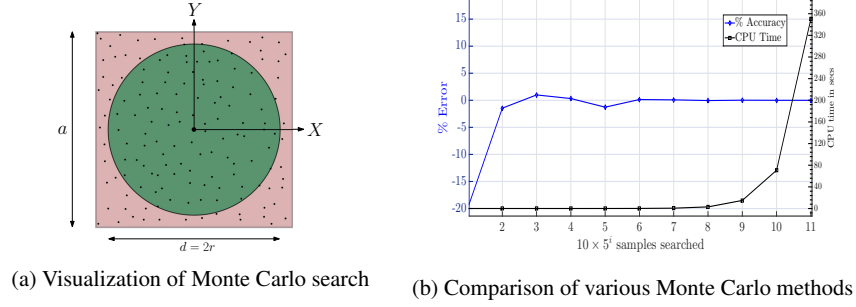 Y
X
a
d = 2r
(a) Visualization of Monte Carlo search
% Accuracy
CPU Time
% Error
15
10
5
0
-5
-10
-15
-20
2 3 4 5 6 7 8 9 10 11
10 × 5^i samples searched
360
320
280
240
200
160
120
80
40
0
CPU time in secs
(b) Comparison of various Monte Carlo methods